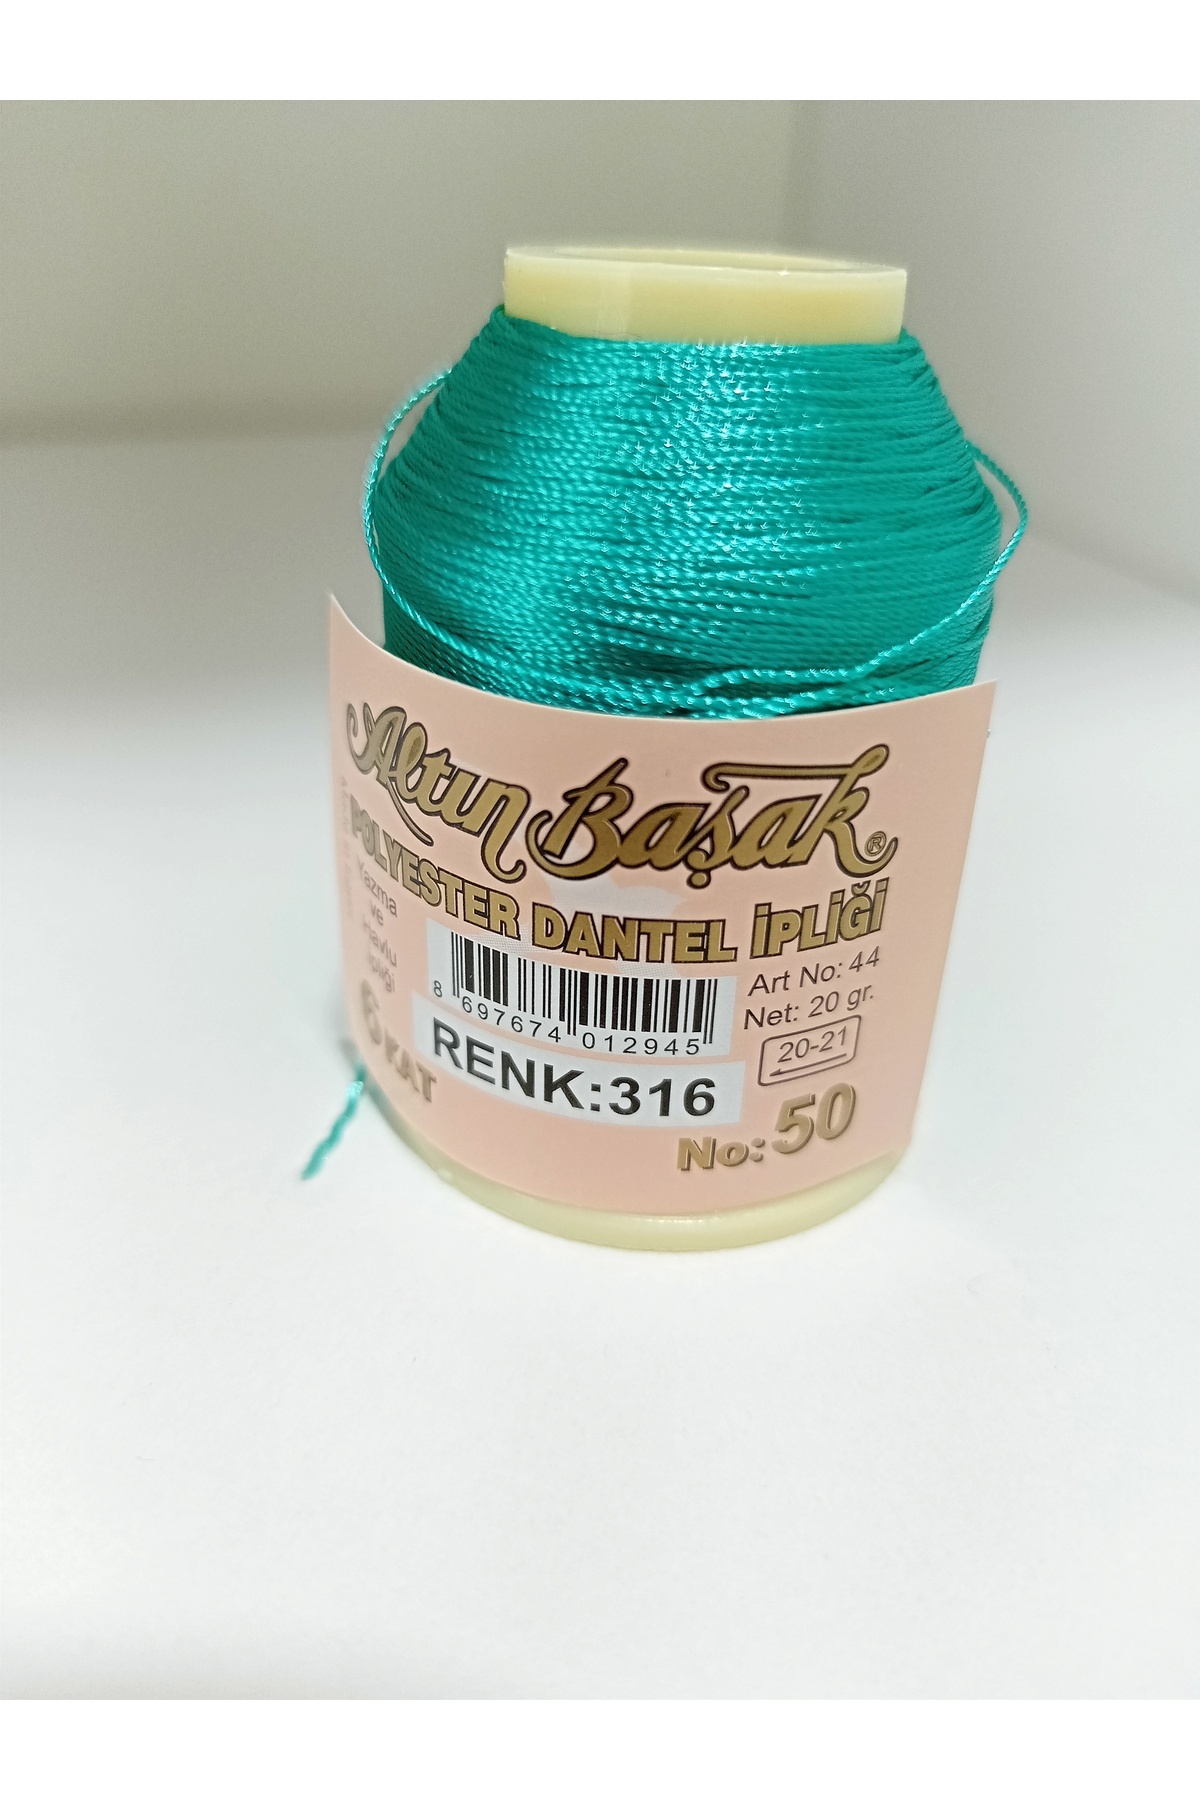 Altın Başak ®
POLYESTER DANTEL İPLİĞİ
Yazma
ve
Havlu
İpliği
6 KAT
8 697674 012945
RENK:316
Art No: 44
Net: 20 gr.
20-21
No: 50